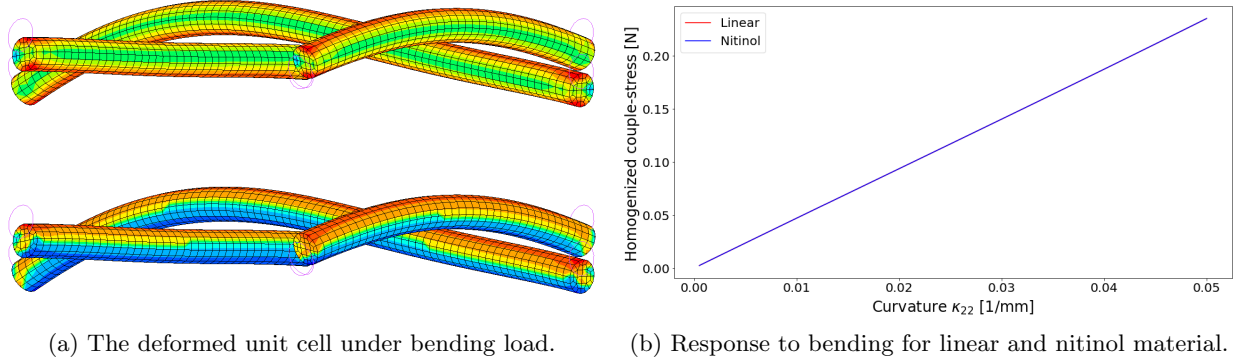 Linear
Nitinol
Homogenized couple-stress [N]
0.20
0.15
0.10
0.05
0.00
0.00 0.01 0.02 0.03 0.04 0.05
Curvature κ₂₂ [1/mm]
(a) The deformed unit cell under bending load.
(b) Response to bending for linear and nitinol material.